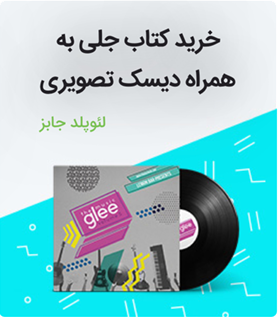 خرید کتاب جلی به
همراه دیسک تصویری
لئوپلد جابز
glee